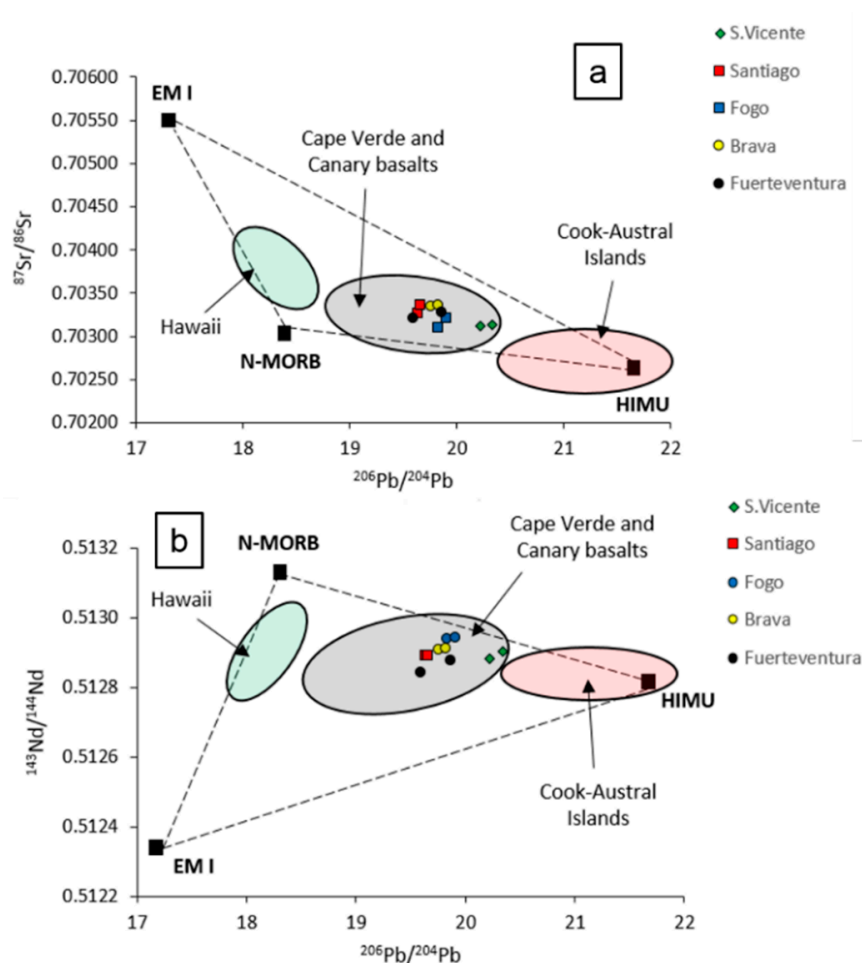 a
S.Vicente
Santiago
Fogo
Brava
Fuerteventura
0.70600
0.70550
0.70500
0.70450
0.70400
0.70350
0.70300
0.70250
0.70200
⁸⁷Sr/⁸⁶Sr
EM I
Cape Verde and
Canary basalts
Cook-Austral
Islands
Hawaii
N-MORB
HIMU
17 18 19 20 21 22
²⁰⁶Pb/²⁰⁴Pb
b
S.Vicente
Santiago
Fogo
Brava
Fuerteventura
0.5132
0.5130
0.5128
0.5126
0.5124
0.5122
¹⁴³Nd/¹⁴⁴Nd
N-MORB
Cape Verde and
Canary basalts
Hawaii
HIMU
Cook-Austral
Islands
EM I
17 18 19 20 21 22
²⁰⁶Pb/²⁰⁴Pb